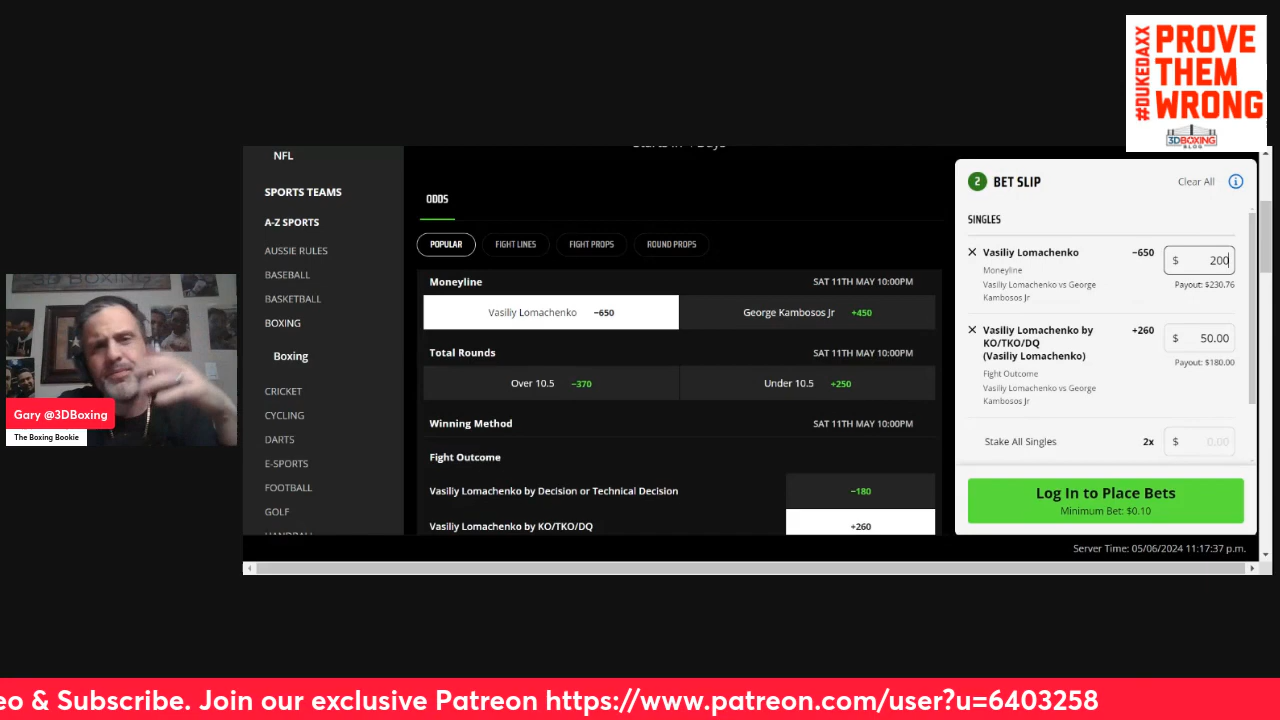 #DUKEDAXX
PROVE
THEM
WRONG
3DBOXING
BLOG
NFL
SPORTS TEAMS
A-Z SPORTS
AUSSIE RULES
BASEBALL
BASKETBALL
BOXING
Boxing
CRICKET
CYCLING
DARTS
E-SPORTS
FOOTBALL
GOLF
ODDS
POPULAR FIGHT LINES FIGHT PROPS ROUND PROPS
Moneyline SAT 11TH MAY 10:00PM
Vasiliy Lomachenko −650 George Kambosos Jr +450
Total Rounds SAT 11TH MAY 10:00PM
Over 10.5 −370 Under 10.5 +250
Winning Method SAT 11TH MAY 10:00PM
Fight Outcome
Vasiliy Lomachenko by Decision or Technical Decision −180
Vasiliy Lomachenko by KO/TKO/DQ +260
2 BET SLIP Clear All i
SINGLES
Vasiliy Lomachenko −650 $ 200
Moneyline Payout: $230.76
Vasiliy Lomachenko vs George
Kambosos Jr
Vasiliy Lomachenko by +260 $ 50.00
KO/TKO/DQ
(Vasiliy Lomachenko) Payout: $180.00
Fight Outcome
Vasiliy Lomachenko vs George
Kambosos Jr
Stake All Singles 2x $ 0.00
Log In to Place Bets
Minimum Bet: $0.10
Server Time: 05/06/2024 11:17:37 p.m.
3D BOXING
Gary @3DBoxing
The Boxing Bookie
eo & Subscribe. Join our exclusive Patreon https://www.patreon.com/user?u=6403258